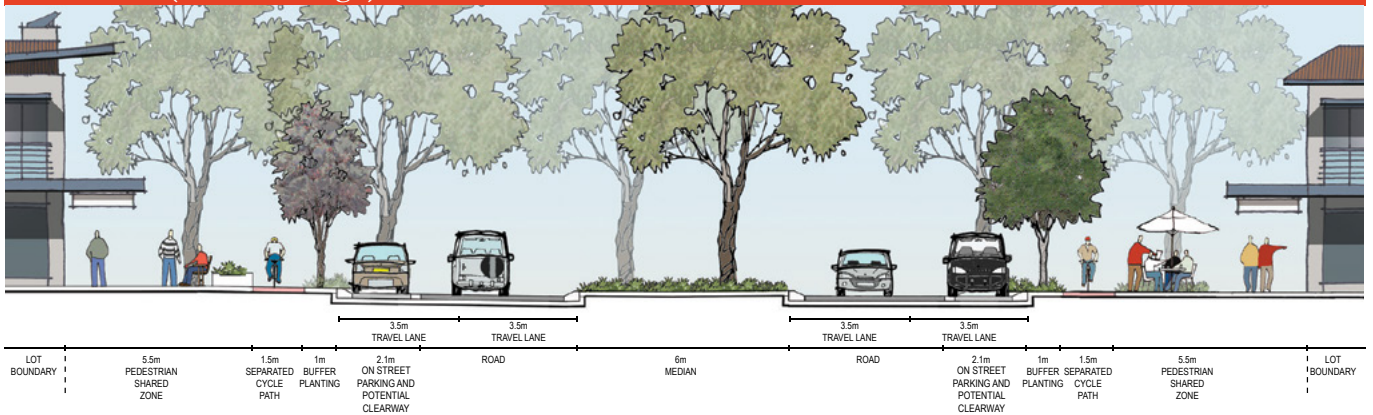 3.5m
TRAVEL LANE
3.5m
TRAVEL LANE
3.5m
TRAVEL LANE
3.5m
TRAVEL LANE
LOT
BOUNDARY
5.5m
PEDESTRIAN
SHARED
ZONE
1.5m
SEPARATED
CYCLE
PATH
1m
BUFFER
PLANTING
2.1m
ON STREET
PARKING AND
POTENTIAL
CLEARWAY
ROAD
6m
MEDIAN
ROAD
2.1m
ON STREET
PARKING AND
POTENTIAL
CLEARWAY
1m
BUFFER
PLANTING
1.5m
SEPARATED
CYCLE
PATH
5.5m
PEDESTRIAN
SHARED
ZONE
LOT
BOUNDARY